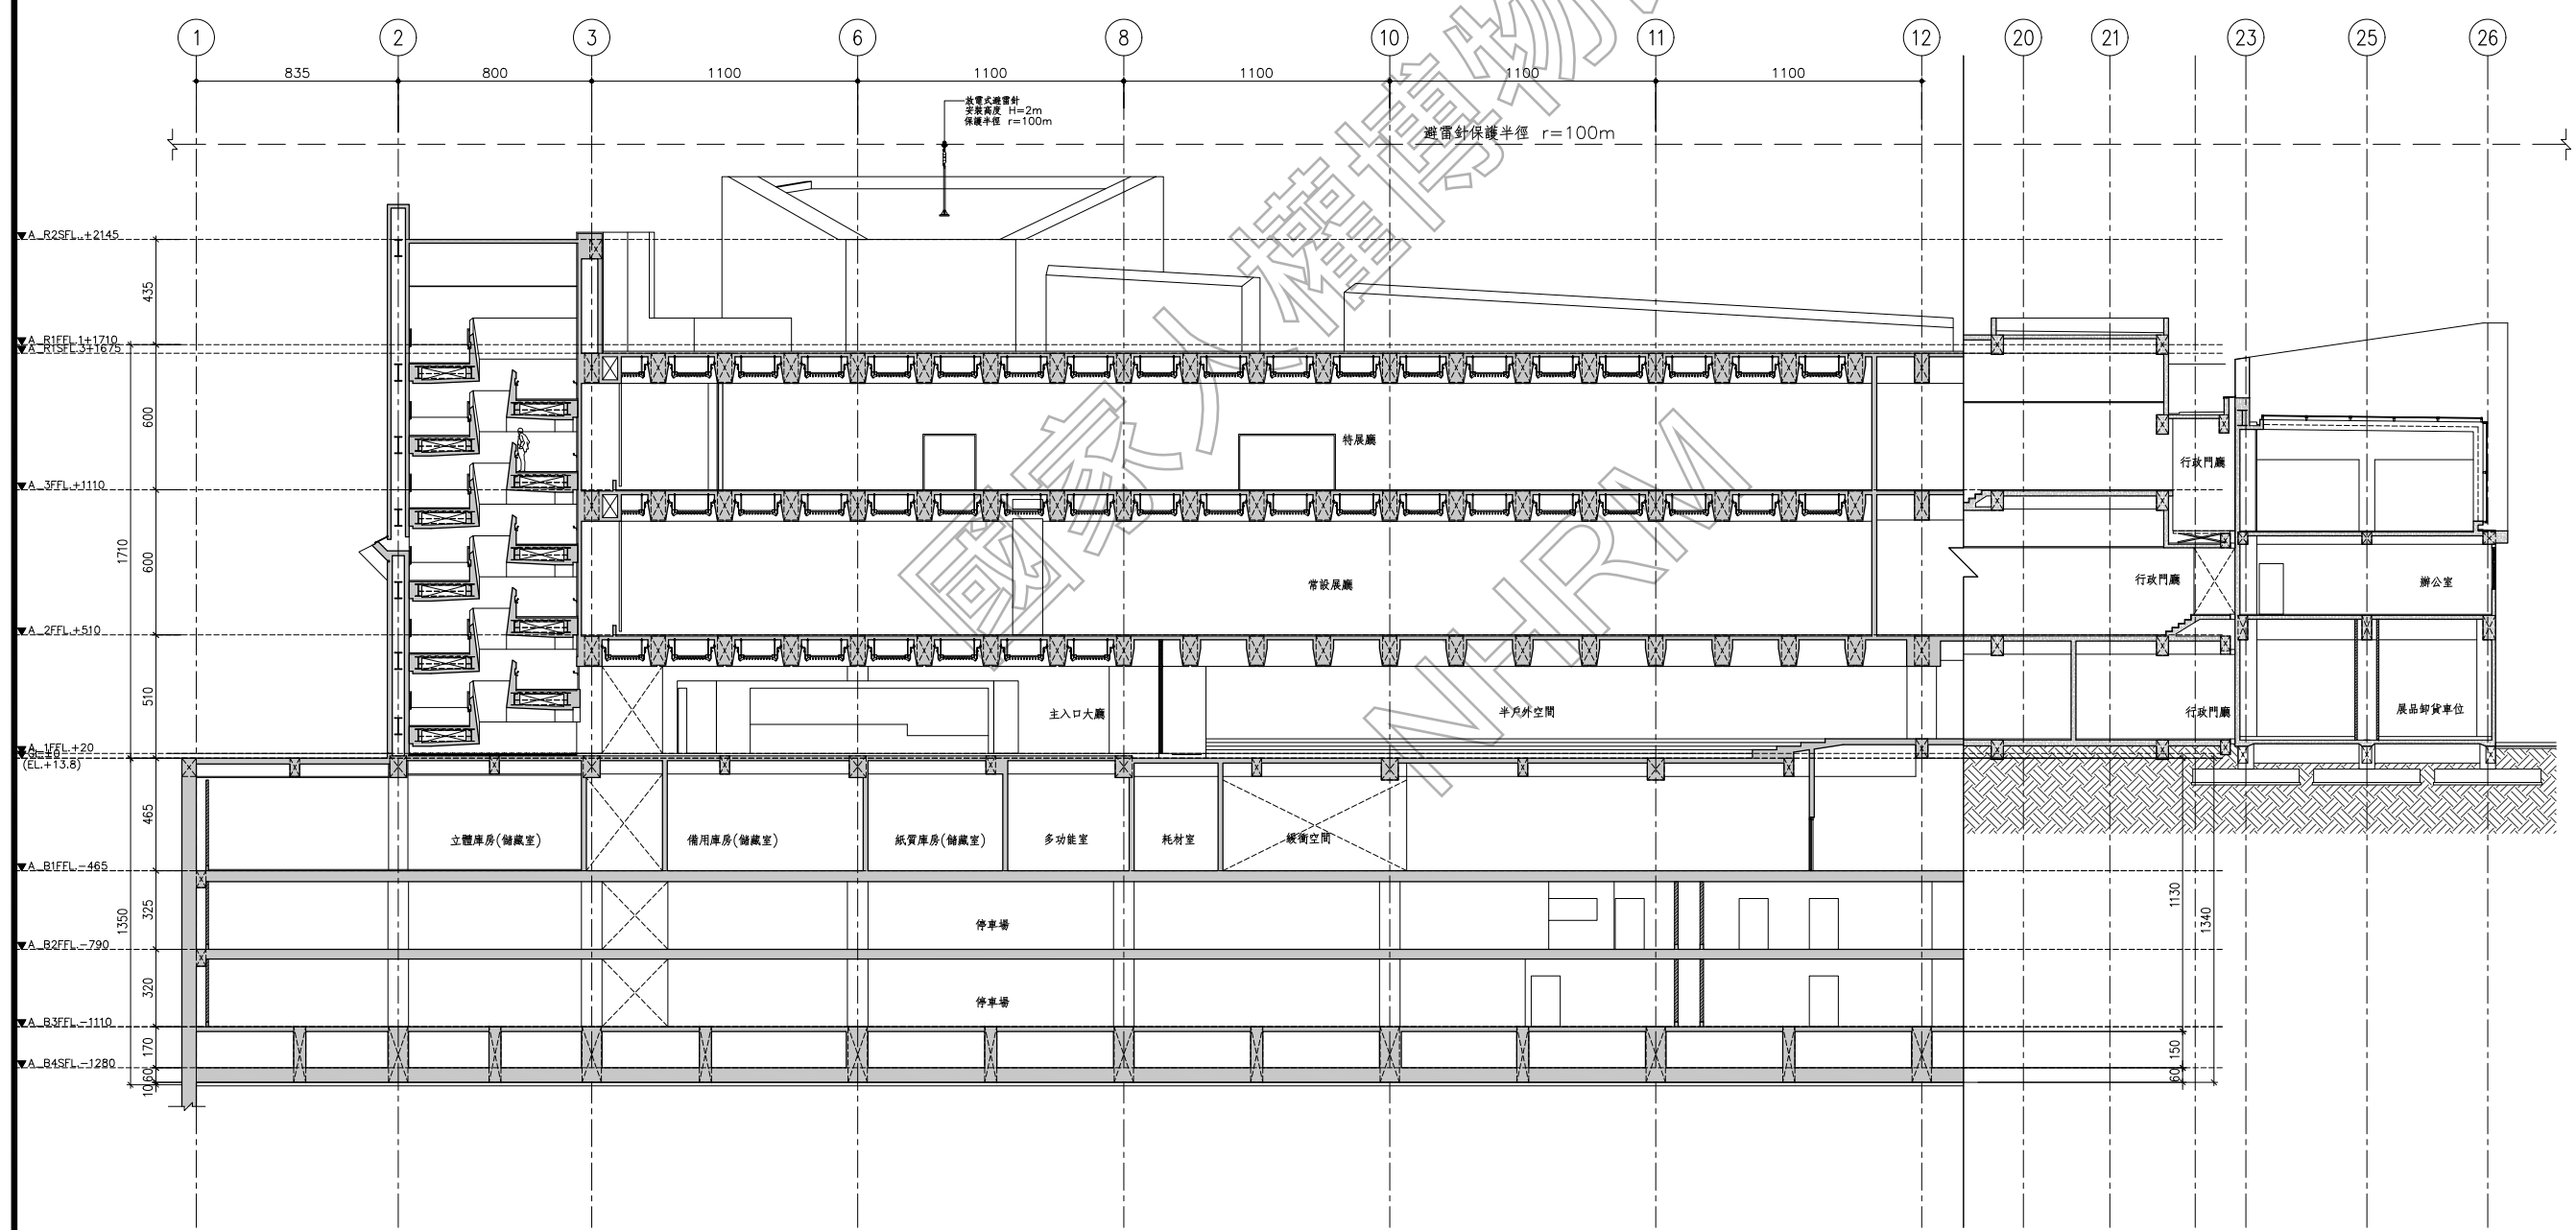 1 2 3 6 8 10 11 12 20 21 23 25 26
835 800 1100 1100 1100 1100 1100
放電式避雷針
安裝高度 H=2m
保護半徑 r=100m
避雷針保護半徑 r=100m
國家人權博物
NHRM
A_R2SFL.+2145
435
A_R1FFL.1+1710
A_R1SFL.3+1675
600
特展廳
行政門廳
A_3FFL.+1110
1710
600
常設展廳
行政門廳
辦公室
A_2FFL.+510
510
主入口大廳
半戶外空間
行政門廳
展品卸貨車位
A_1FFL.+20
(EL.+13.8)
465
立體庫房(儲藏室)
備用庫房(儲藏室)
紙質庫房(儲藏室)
多功能室
耗材室
緩衝空間
A_B1FFL.-465
1350
325
停車場
1130
1340
A_B2FFL.-790
320
停車場
A_B3FFL.-1110
170
150
A_B4SFL.-1280
60
10
60